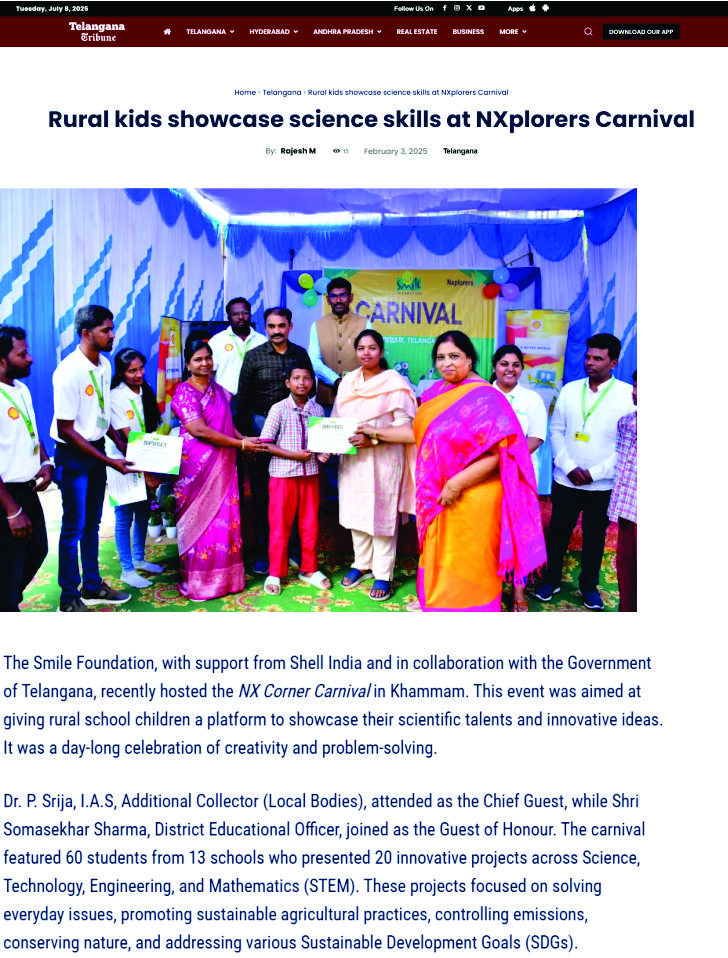 Tuesday, July 8, 2025
Follow Us On
Apps
Telangana
Tribune
TELANGANA
HYDERABAD
ANDHRA PRADESH
REAL ESTATE
BUSINESS
MORE
DOWNLOAD OUR APP
Home › Telangana › Rural kids showcase science skills at NXplorers Carnival
Rural kids showcase science skills at NXplorers Carnival
By: Rajesh M 15 February 3, 2025 Telangana
Smile
Nxplorers
CARNIVAL
CERTIFICATE
The Smile Foundation, with support from Shell India and in collaboration with the Government
of Telangana, recently hosted the NX Corner Carnival in Khammam. This event was aimed at
giving rural school children a platform to showcase their scientific talents and innovative ideas.
It was a day-long celebration of creativity and problem-solving.
Dr. P. Srija, I.A.S, Additional Collector (Local Bodies), attended as the Chief Guest, while Shri
Somasekhar Sharma, District Educational Officer, joined as the Guest of Honour. The carnival
featured 60 students from 13 schools who presented 20 innovative projects across Science,
Technology, Engineering, and Mathematics (STEM). These projects focused on solving
everyday issues, promoting sustainable agricultural practices, controlling emissions,
conserving nature, and addressing various Sustainable Development Goals (SDGs).